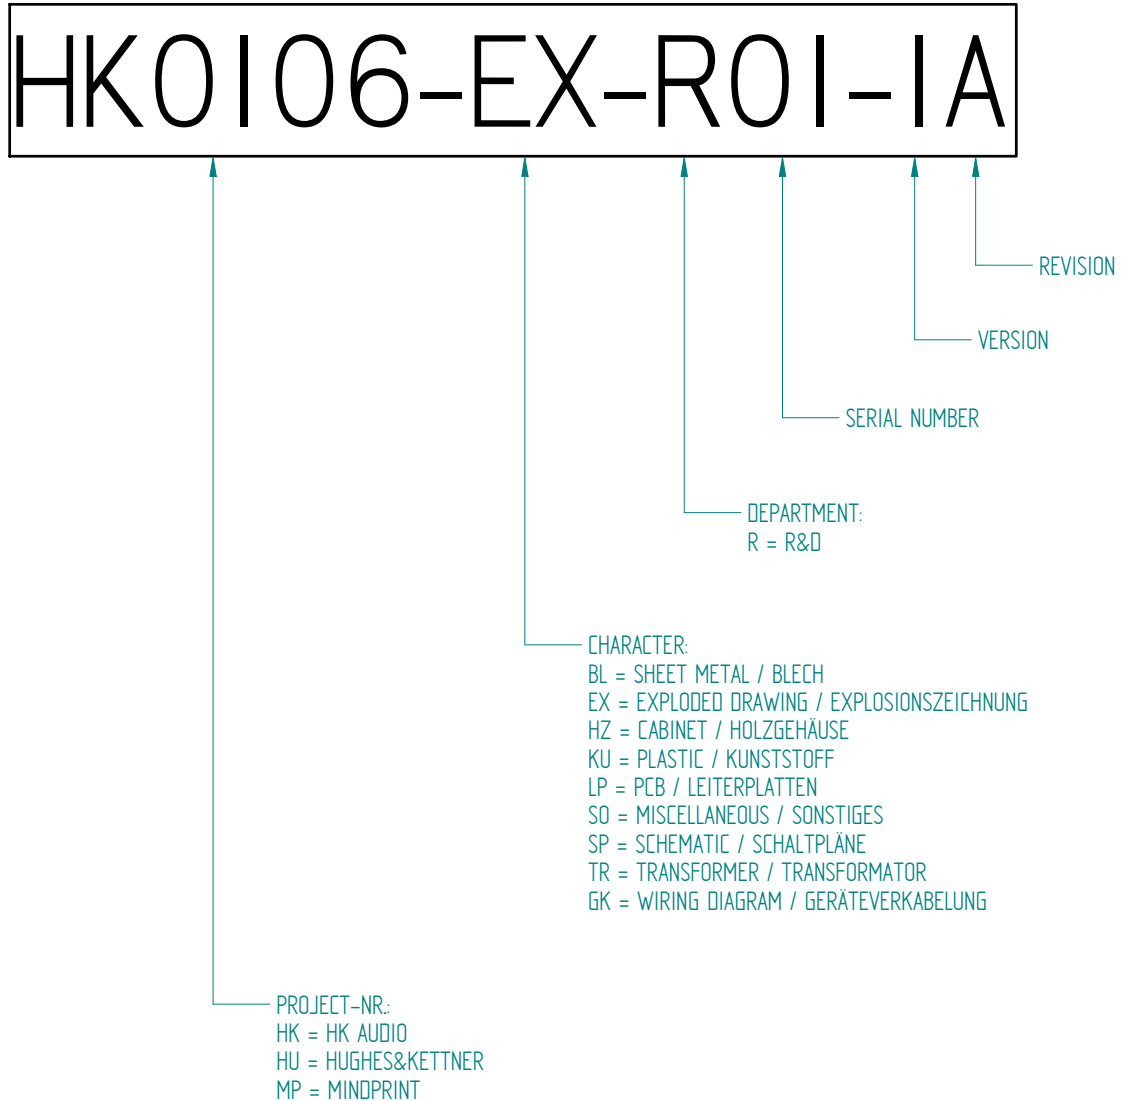 HK0106-EX-R01-1A
REVISION
VERSION
SERIAL NUMBER
DEPARTMENT:
R = R&D
CHARACTER:
BL = SHEET METAL / BLECH
EX = EXPLODED DRAWING / EXPLOSIONSZEICHNUNG
HZ = CABINET / HOLZGEHÄUSE
KU = PLASTIC / KUNSTSTOFF
LP = PCB / LEITERPLATTEN
SO = MISCELLANEOUS / SONSTIGES
SP = SCHEMATIC / SCHALTPLÄNE
TR = TRANSFORMER / TRANSFORMATOR
GK = WIRING DIAGRAM / GERÄTEVERKABELUNG
PROJECT-NR.:
HK = HK AUDIO
HU = HUGHES&KETTNER
MP = MINDPRINT